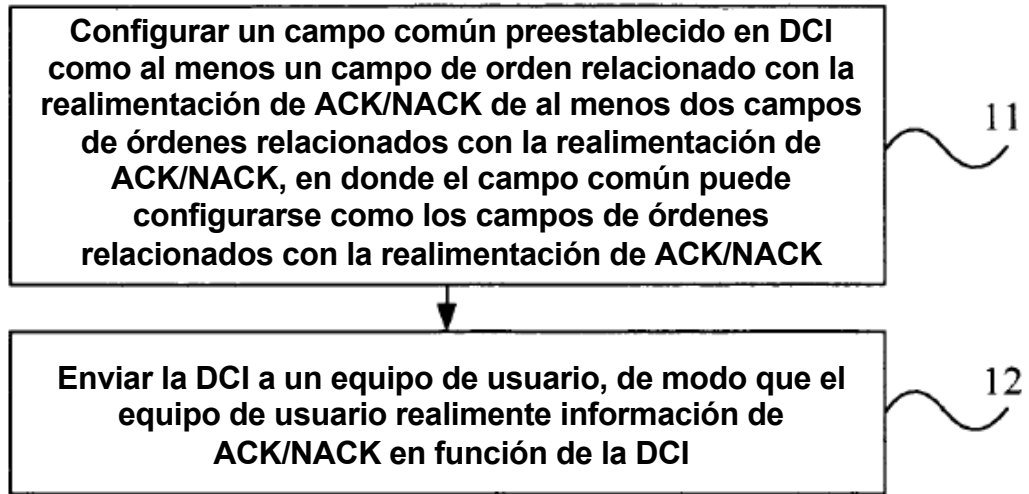 Configurar un campo común preestablecido en DCI
como al menos un campo de orden relacionado con la
realimentación de ACK/NACK de al menos dos campos
de órdenes relacionados con la realimentación de
ACK/NACK, en donde el campo común puede
configurarse como los campos de órdenes
relacionados con la realimentación de ACK/NACK
11
Enviar la DCI a un equipo de usuario, de modo que el
equipo de usuario realimente información de
ACK/NACK en función de la DCI
12